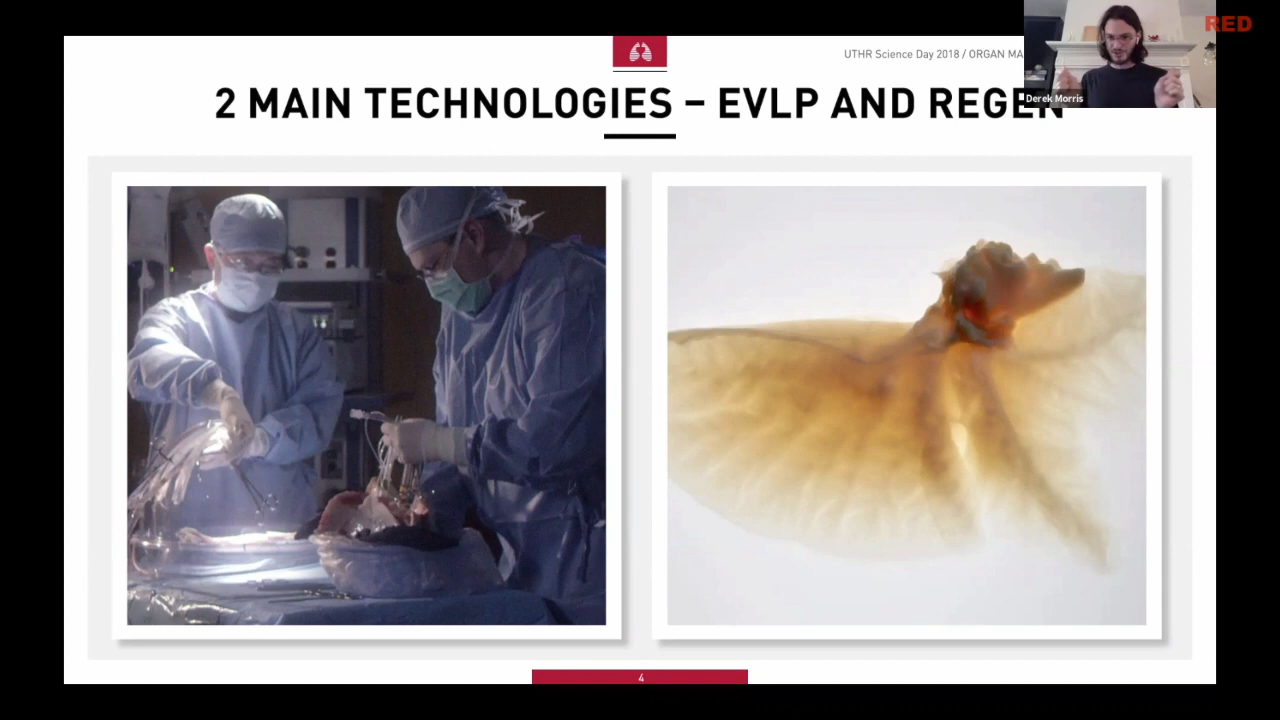 RED
UTHR Science Day 2018 / ORGAN MA
Derek Morris
2 MAIN TECHNOLOGIES – EVLP AND REGEN
4